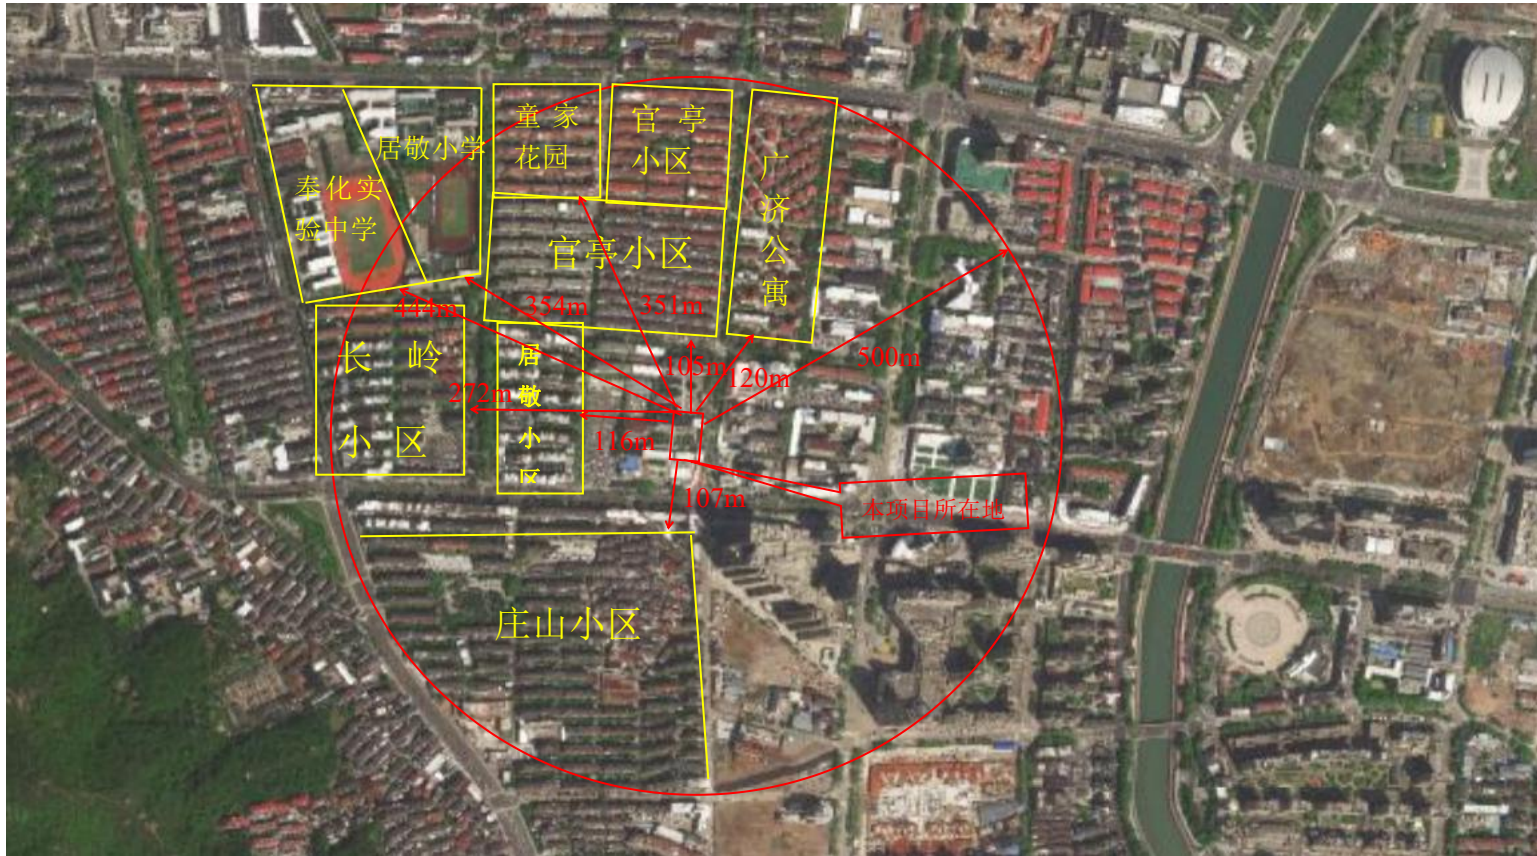 童家
花园
官亭
小区
居敬小学
广
济
公
寓
奉化实
验中学
官亭小区
444m
354m
351m
长岭
小区
居
敬
小
区
105m
120m
500m
272m
116m
107m
本项日所在地
庄山小区